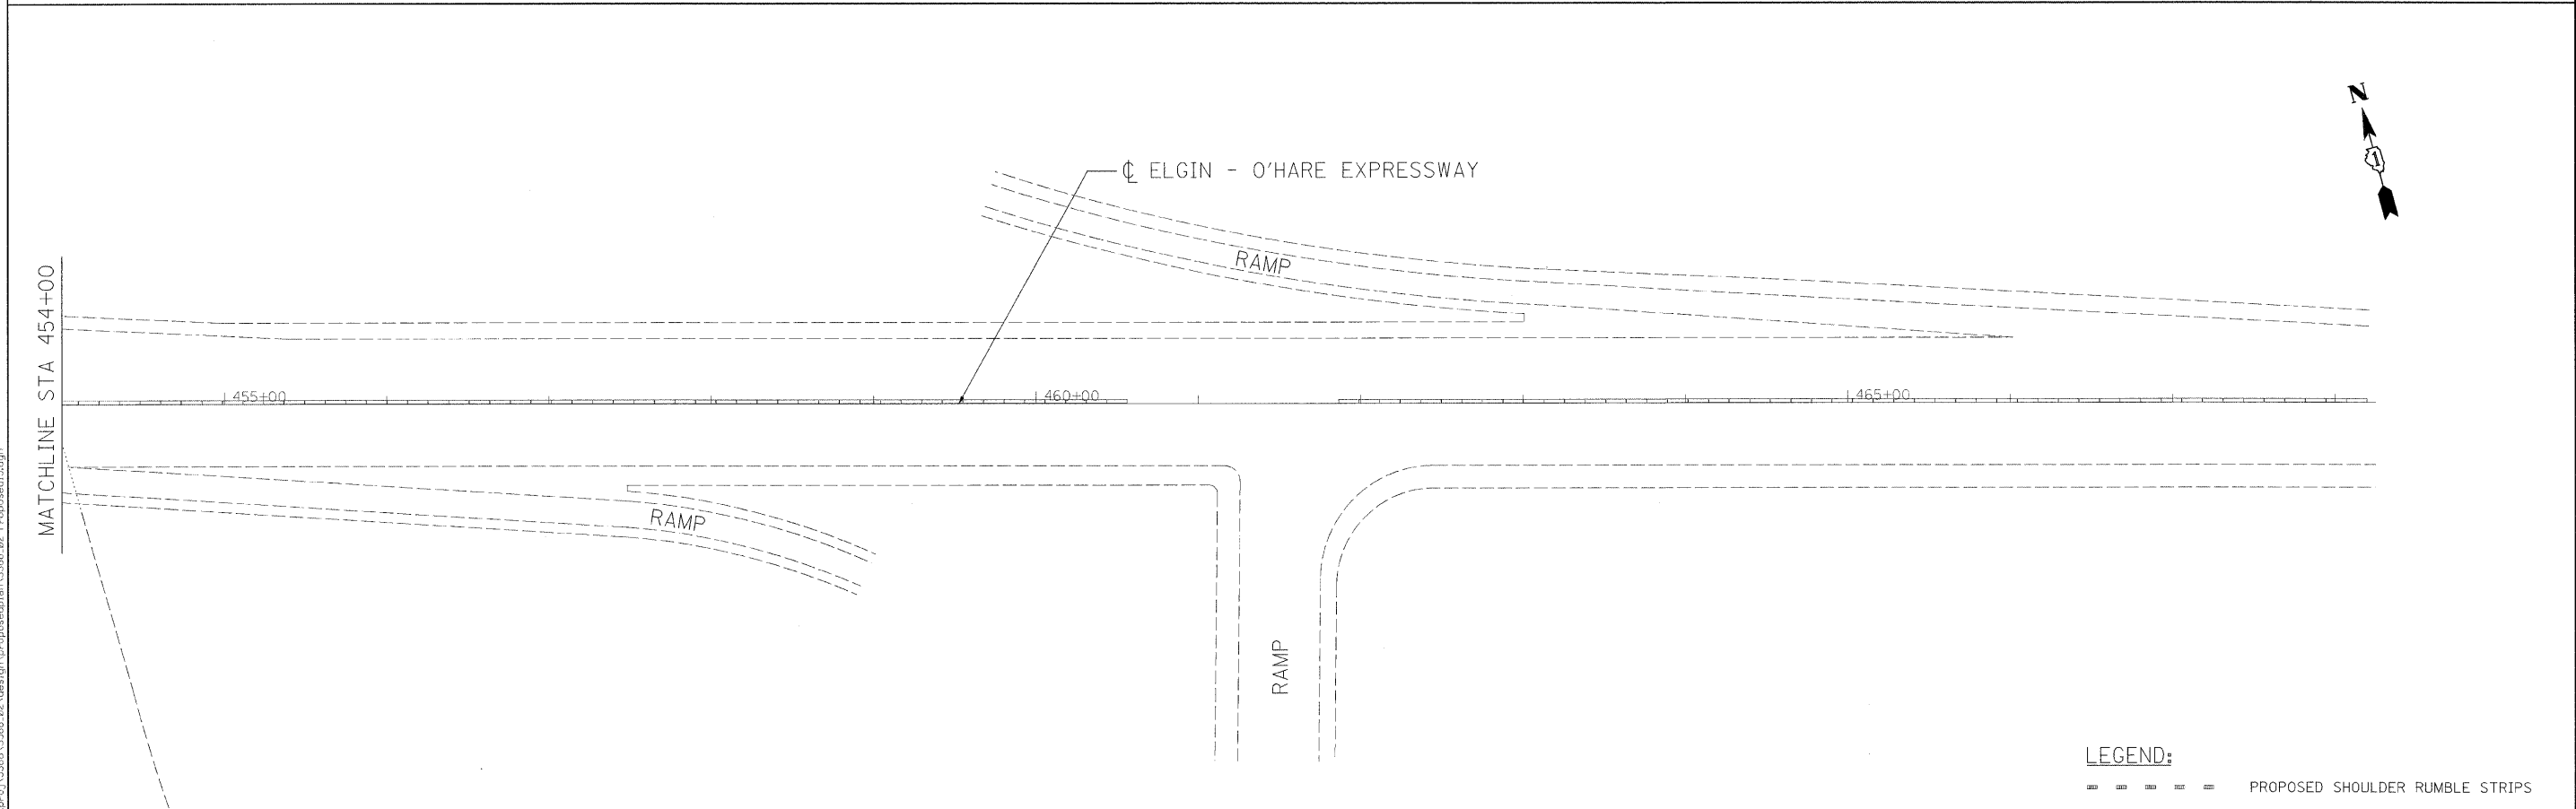 N
1
℄ ELGIN - O'HARE EXPRESSWAY
RAMP
MATCHLINE STA 454+00
455+00
460+00
465+00
RAMP
RAMP
LEGEND:
PROPOSED SHOULDER RUMBLE STRIPS